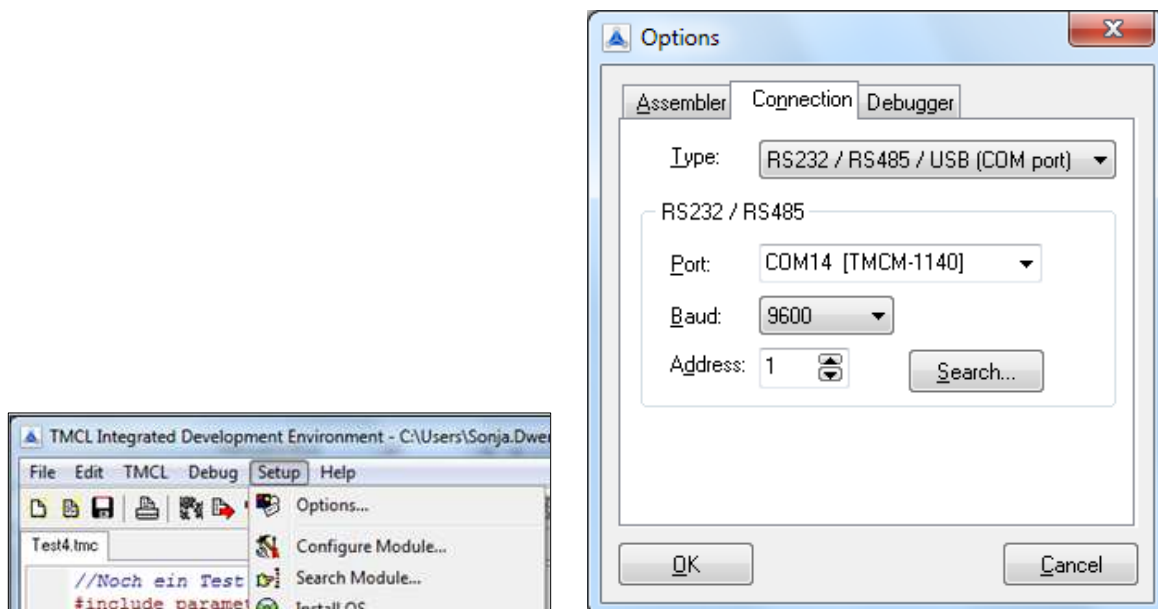 TMCL Integrated Development Environment - C:\Users\Sonja.Dwe
File Edit TMCL Debug Setup Help
Options...
Test4.tmc
Configure Module...
//Noch ein Test
Search Module...
#include paramet
Install OS
Options
Assembler Connection Debugger
Type: RS232 / RS485 / USB (COM port)
RS232 / RS485
Port: COM14 [TMCM-1140]
Baud: 9600
Address: 1 Search...
OK Cancel